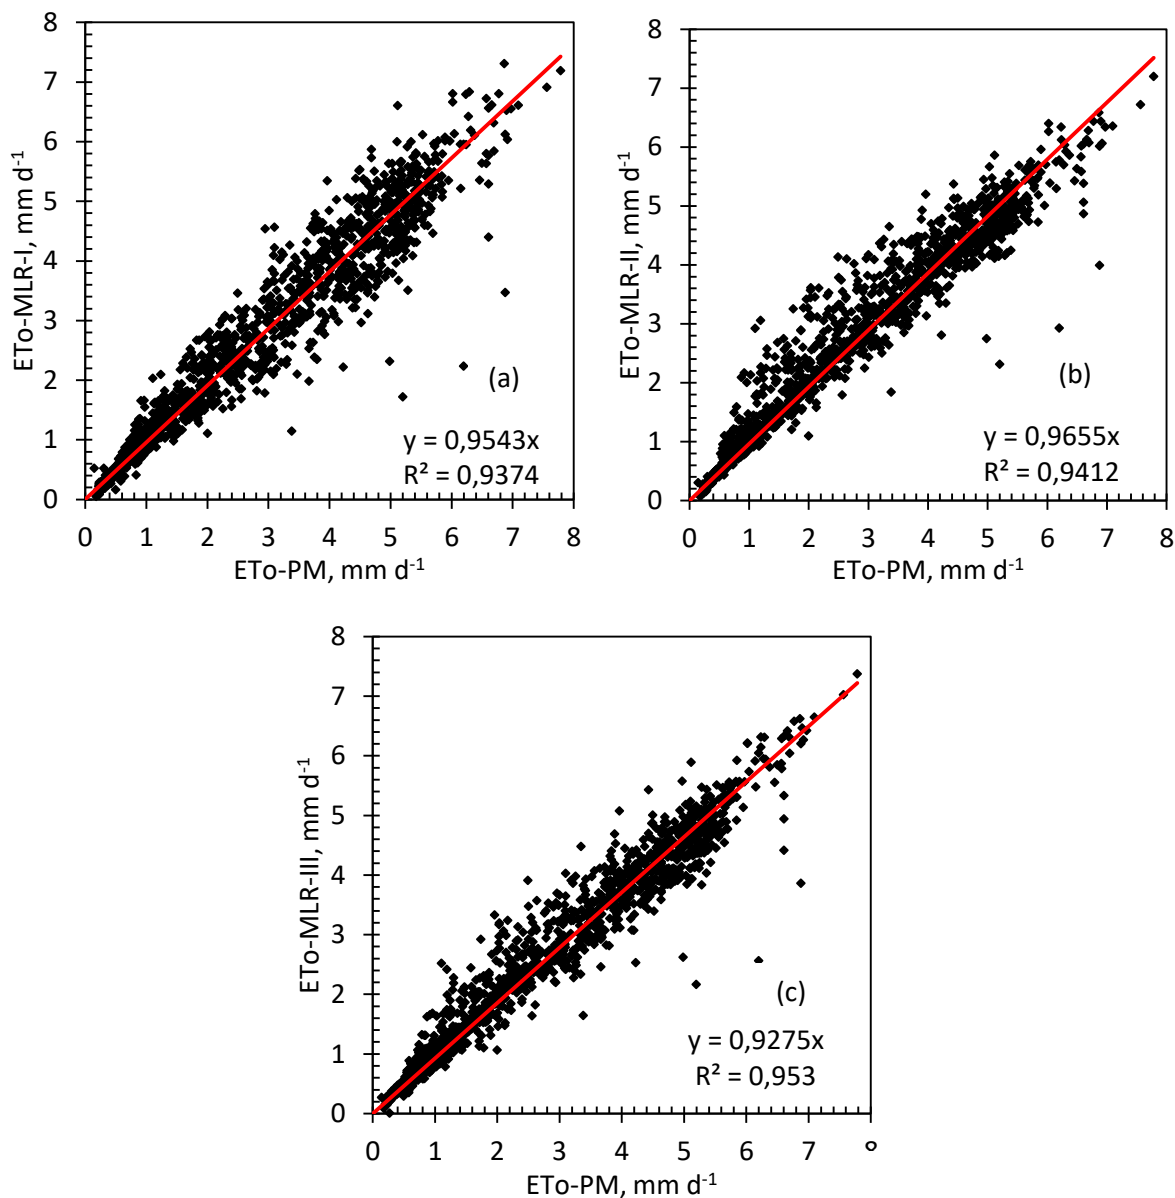 8
7
6
5
4
3
2
1
0
ETo-MLR-I, mm d⁻¹
(a)
y = 0,9543x
R² = 0,9374
0 1 2 3 4 5 6 7 8
ETo-PM, mm d⁻¹
8
7
6
5
4
3
2
1
0
ETo-MLR-II, mm d⁻¹
(b)
y = 0,9655x
R² = 0,9412
0 1 2 3 4 5 6 7 8
ETo-PM, mm d⁻¹
8
7
6
5
4
3
2
1
0
ETo-MLR-III, mm d⁻¹
(c)
y = 0,9275x
R² = 0,953
0 1 2 3 4 5 6 7 8
ETo-PM, mm d⁻¹